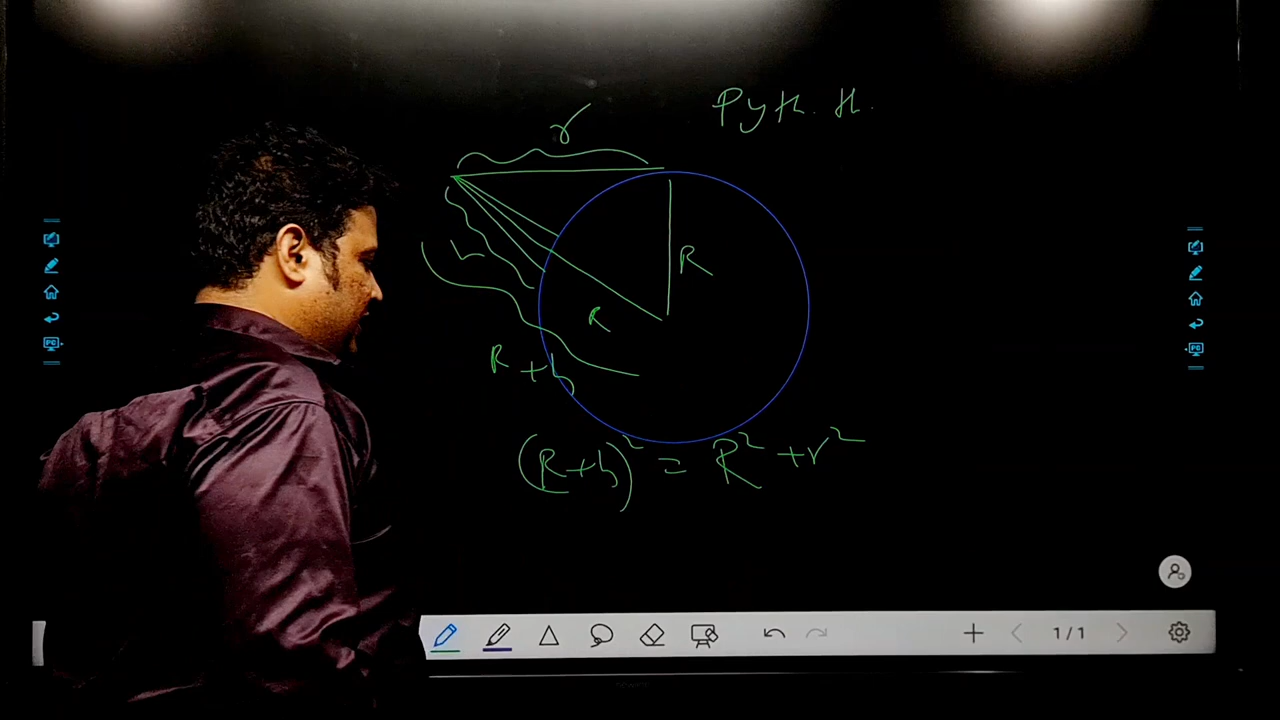 Pyth. th.
r
R
h
R
R + h
(R+h)² = R² + r²
1/1